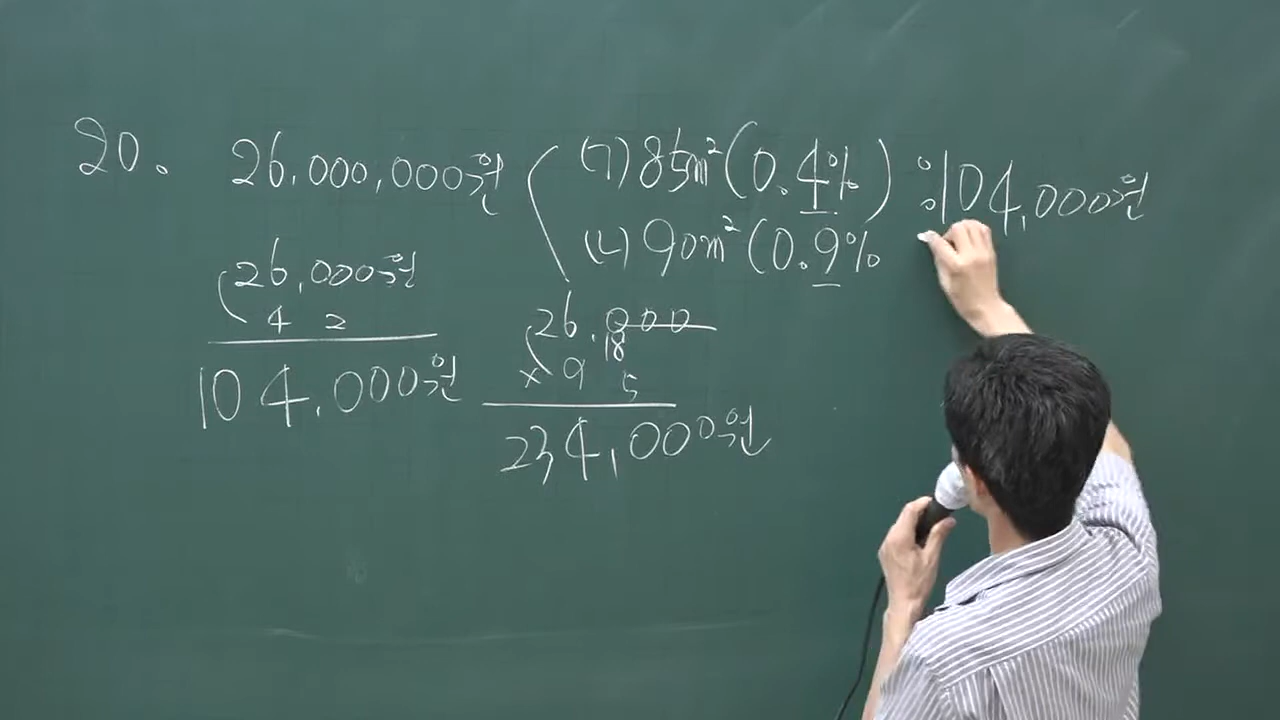 20. 26,000,000원 (ㄱ) 85m² (0.4%) : 104,000원
(ㄴ) 90m² (0.9%
26,000원
4 2
104,000원
26.000
18
× 9 5
234,000원